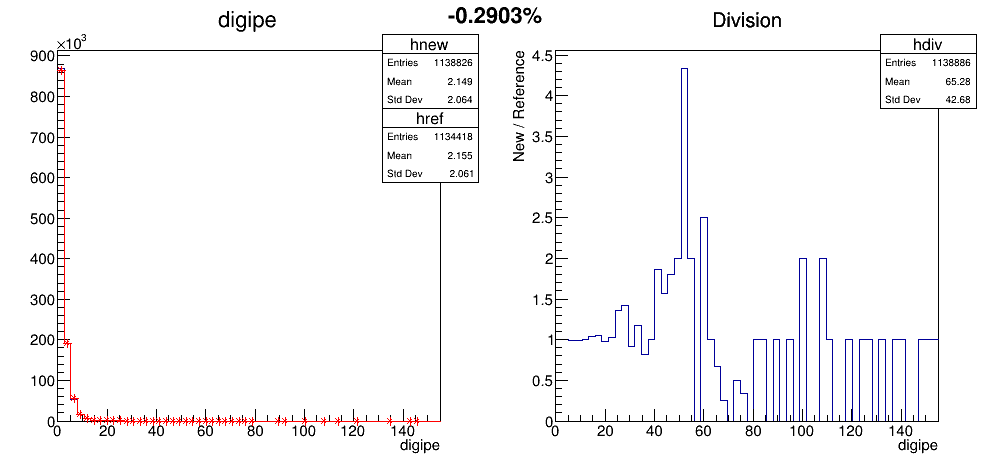 -0.2903%
digipe
×10³
900
800
700
600
500
400
300
200
100
0
0 20 40 60 80 100 120 140
digipe
hnew
Entries 1138826
Mean 2.149
Std Dev 2.064
href
Entries 1134418
Mean 2.155
Std Dev 2.061
Division
New / Reference
4.5
4
3.5
3
2.5
2
1.5
1
0.5
0
0 20 40 60 80 100 120 140
digipe
hdiv
Entries 1138886
Mean 65.28
Std Dev 42.68